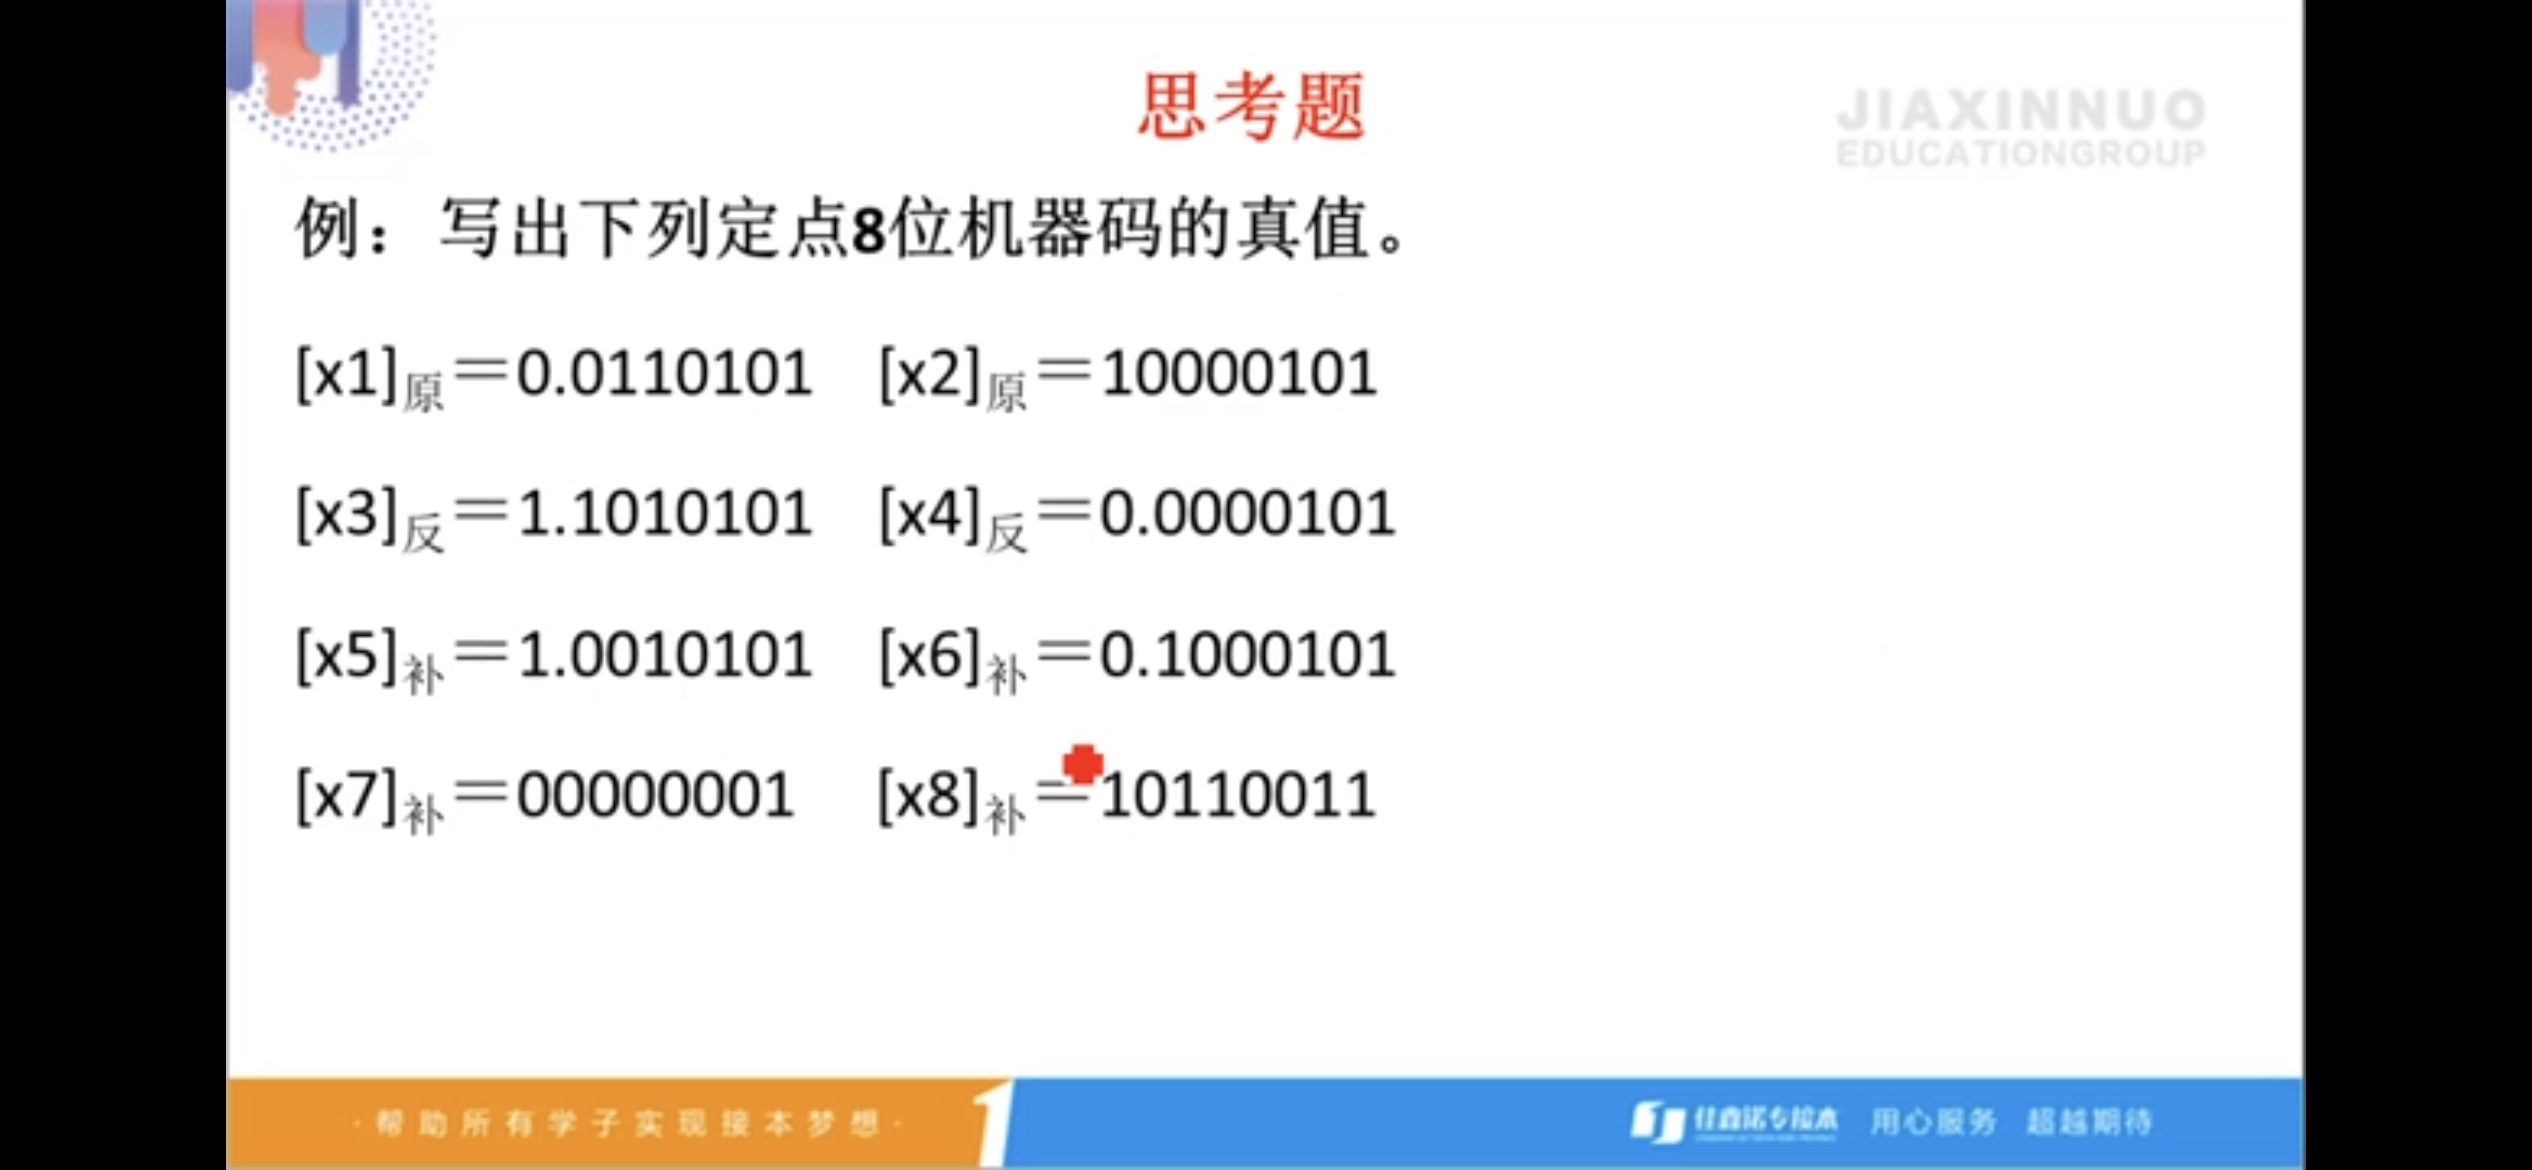 思考题
JIAXINNUO
EDUCATIONGROUP
例：写出下列定点8位机器码的真值。
[x1]原＝0.0110101 [x2]原＝10000101
[x3]反＝1.1010101 [x4]反＝0.0000101
[x5]补＝1.0010101 [x6]补＝0.1000101
[x7]补＝00000001 [x8]补＝10110011
·帮助所有学子实现接本梦想·
1
专接本 用心服务 超越期待